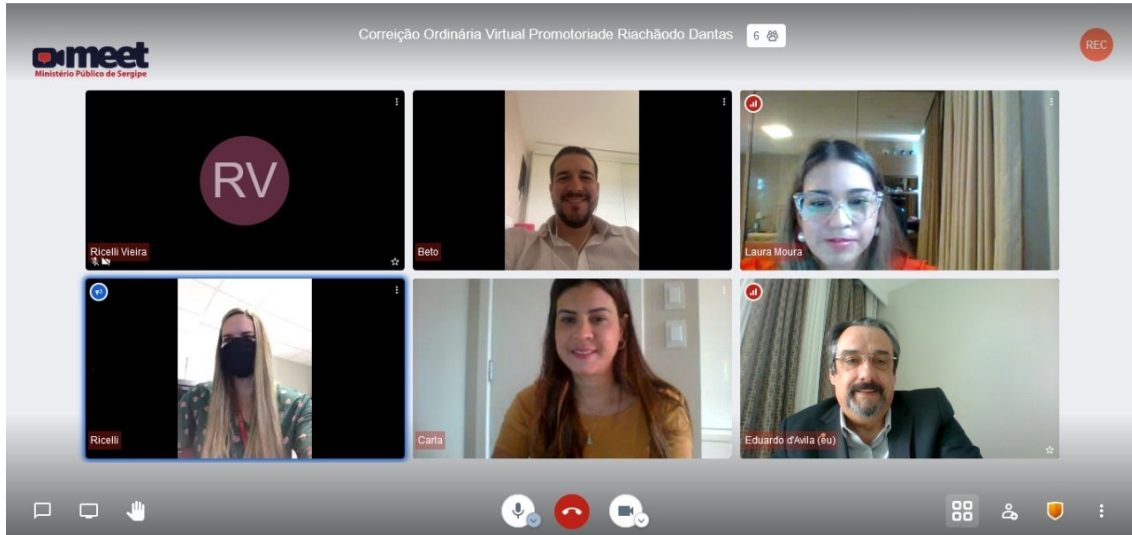 Correição Ordinária Virtual Promotoriade Riachãodo Dantas 6
REC
meet
Ministério Público de Sergipe
RV
Ricelli Vieira
Beto
Laura Moura
Ricelli
Carla
Eduardo d'Avila (eu)